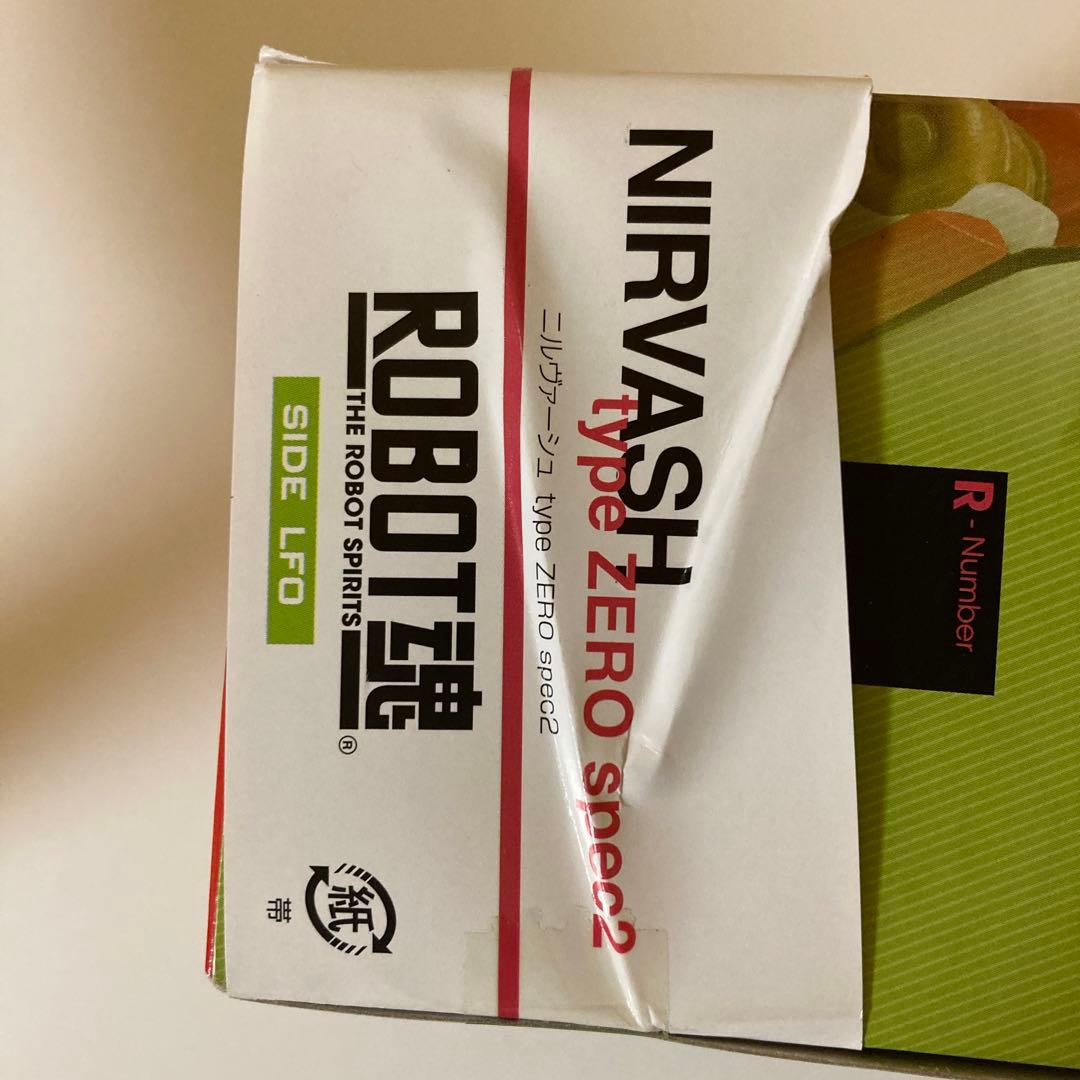 NIRVASH
type ZERO spec2
ニルヴァーシュ type ZERO spec2
ROBOT魂
THE ROBOT SPIRITS
®
SIDE LFO
紙
帯
R-Number